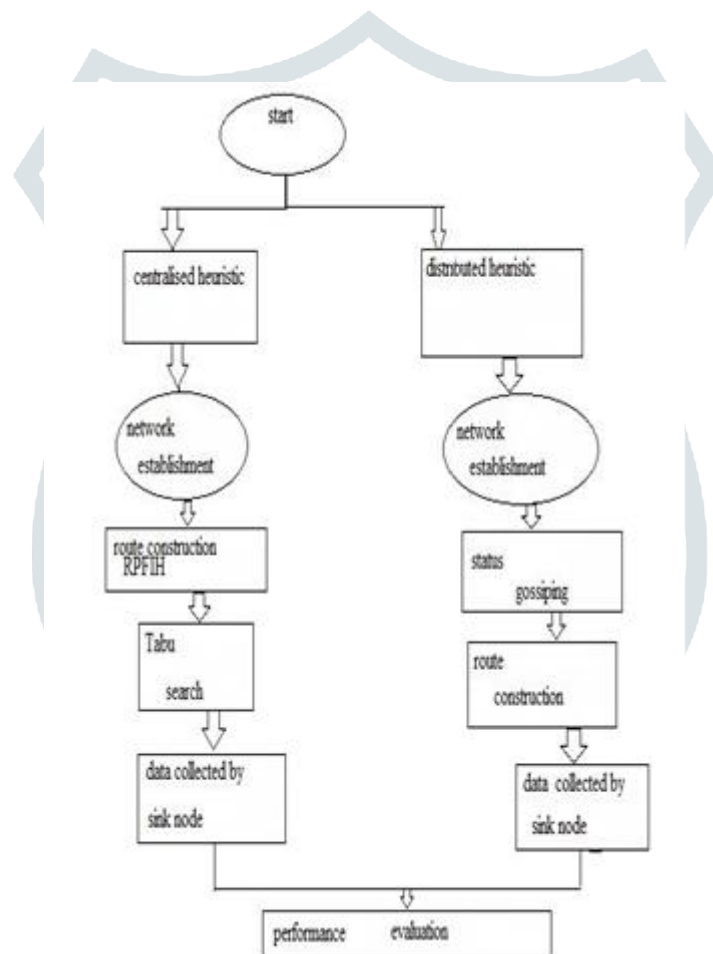 start
centralised heuristic
distributed heuristic
network
establishment
network
establishment
route construction
RPFIH
status
gossiping
Tabu
search
route
construction
data collected by
sink node
data collected by
sink node
performance evaluation